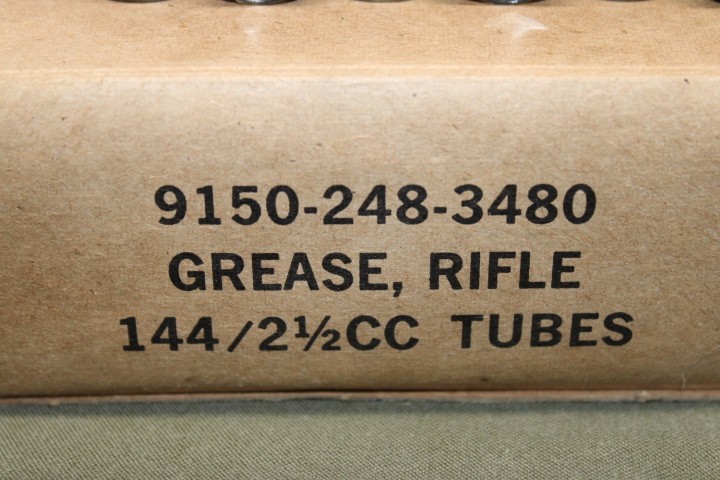 9150-248-3480
GREASE, RIFLE
144/2½CC TUBES